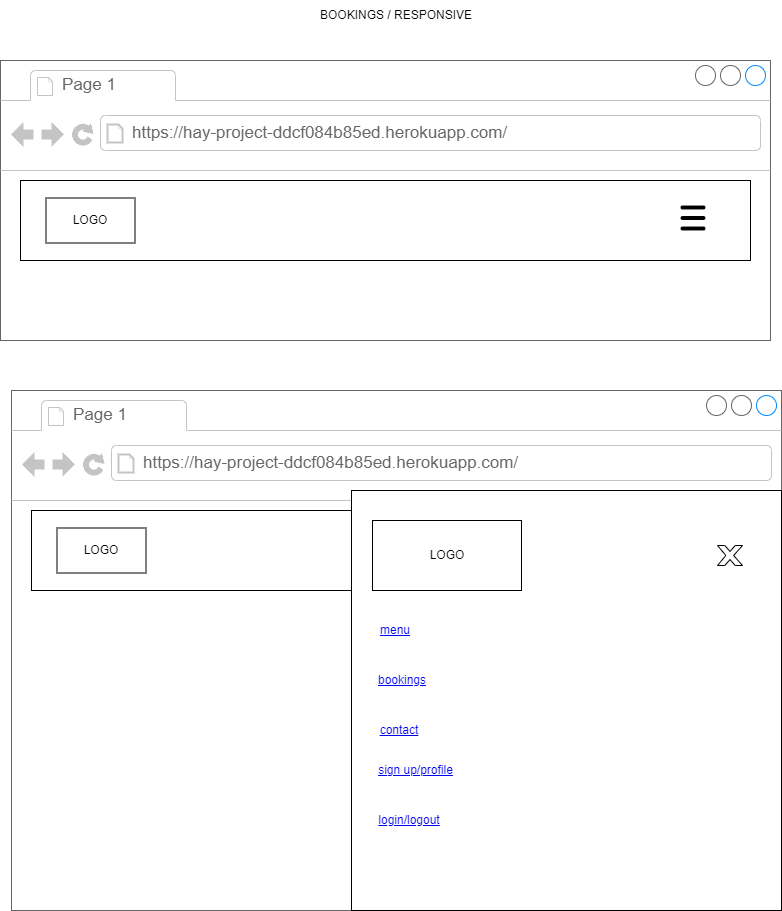 BOOKINGS / RESPONSIVE
Page 1
https://hay-project-ddcf084b85ed.herokuapp.com/
LOGO
Page 1
https://hay-project-ddcf084b85ed.herokuapp.com/
LOGO
LOGO
menu
bookings
contact
sign up/profile
login/logout